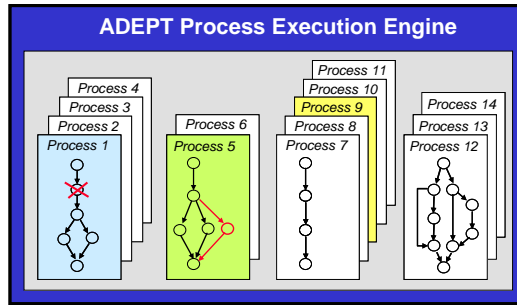 ADEPT Process Execution Engine
Process 4
Process 3
Process 2
Process 1
Process 6
Process 5
Process 11
Process 10
Process 9
Process 8
Process 7
Process 14
Process 13
Process 12